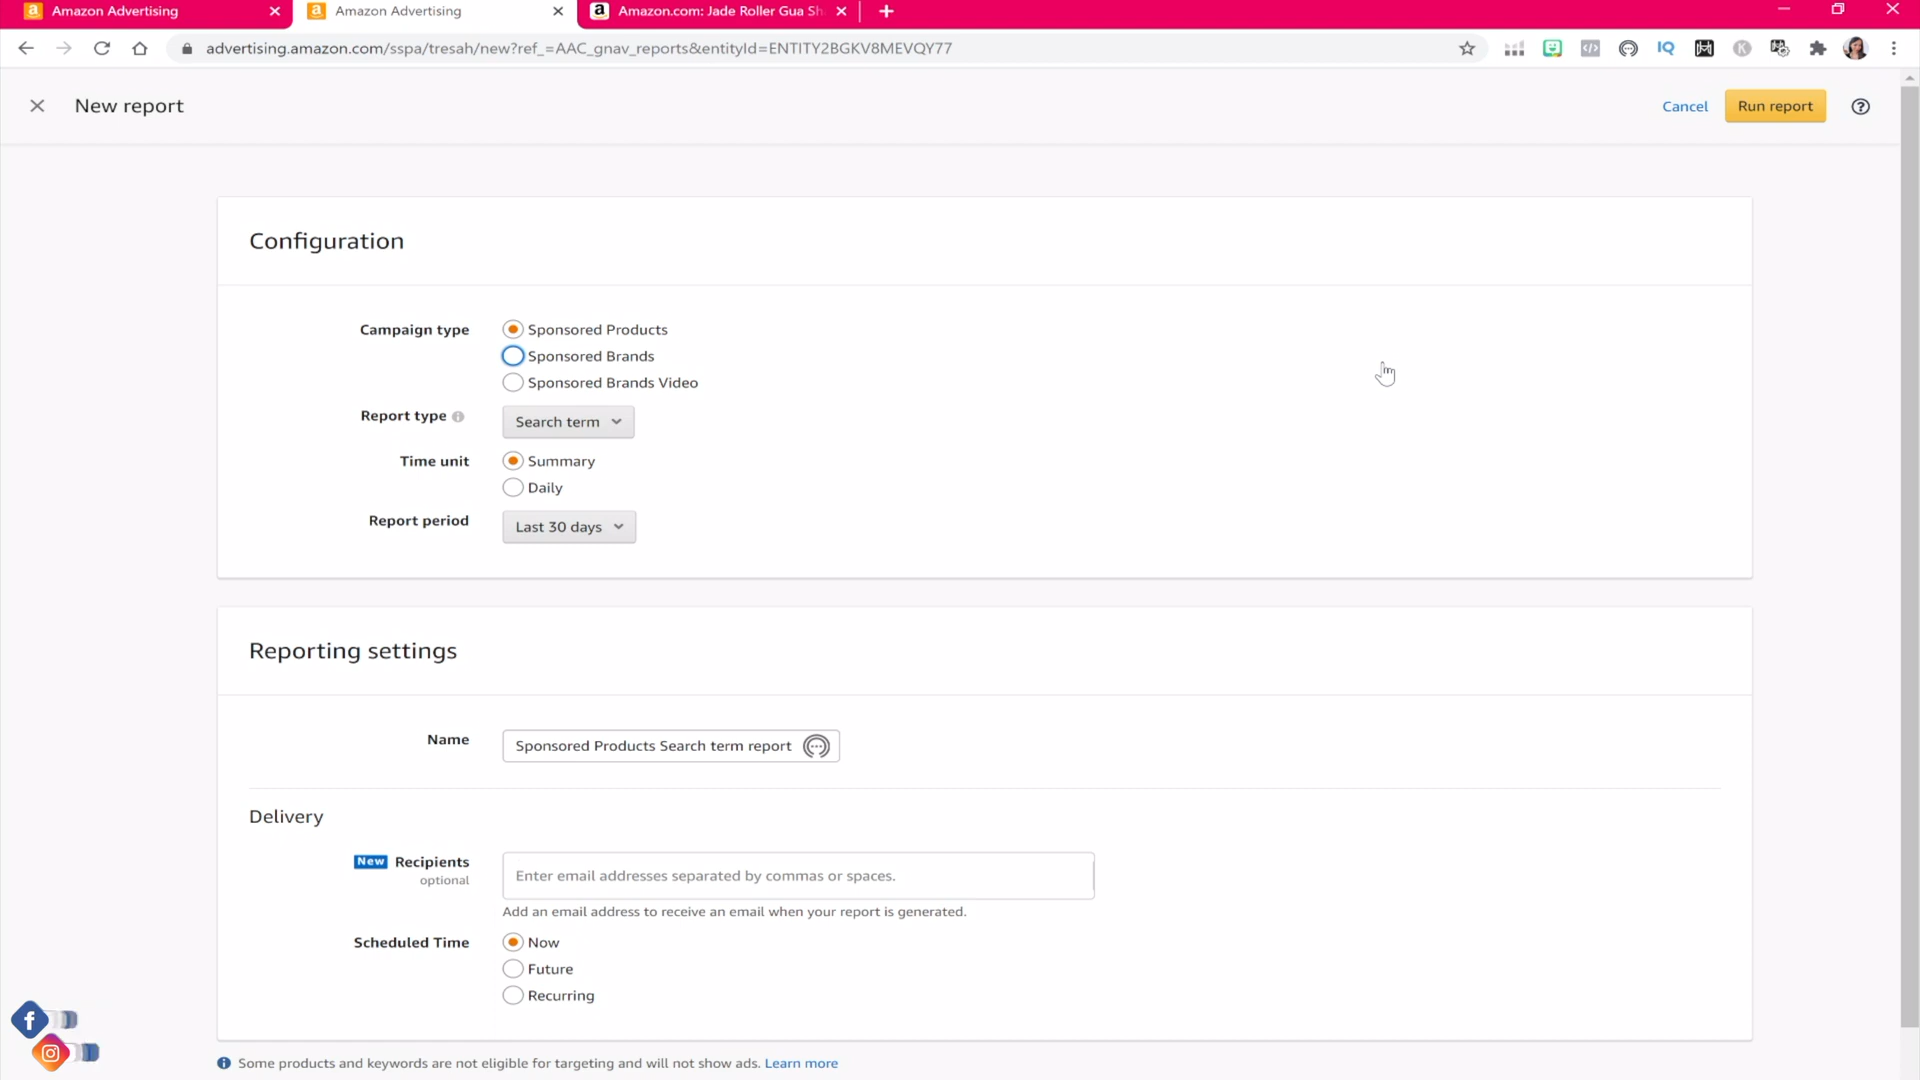 Amazon Advertising
Amazon Advertising
Amazon.com: Jade Roller Gua Sh
advertising.amazon.com/sspa/tresah/new?ref_=AAC_gnav_reports&entityId=ENTITY2BGKV8MEVQY77
IQ
K
New report
Cancel
Run report
Configuration
Campaign type
Sponsored Products
Sponsored Brands
Sponsored Brands Video
Report type
Search term
Time unit
Summary
Daily
Report period
Last 30 days
Reporting settings
Name
Sponsored Products Search term report
Delivery
New Recipients
optional
Enter email addresses separated by commas or spaces.
Add an email address to receive an email when your report is generated.
Scheduled Time
Now
Future
Recurring
Some products and keywords are not eligible for targeting and will not show ads. Learn more